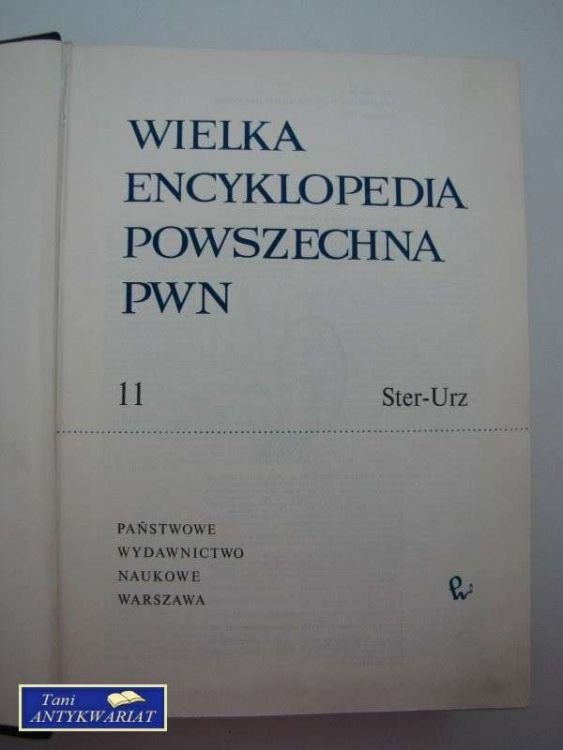 WIELKA
ENCYKLOPEDIA
POWSZECHNA
PWN
11 Ster-Urz
PAŃSTWOWE
WYDAWNICTWO
NAUKOWE
WARSZAWA
Tani
ANTYKWARIAT